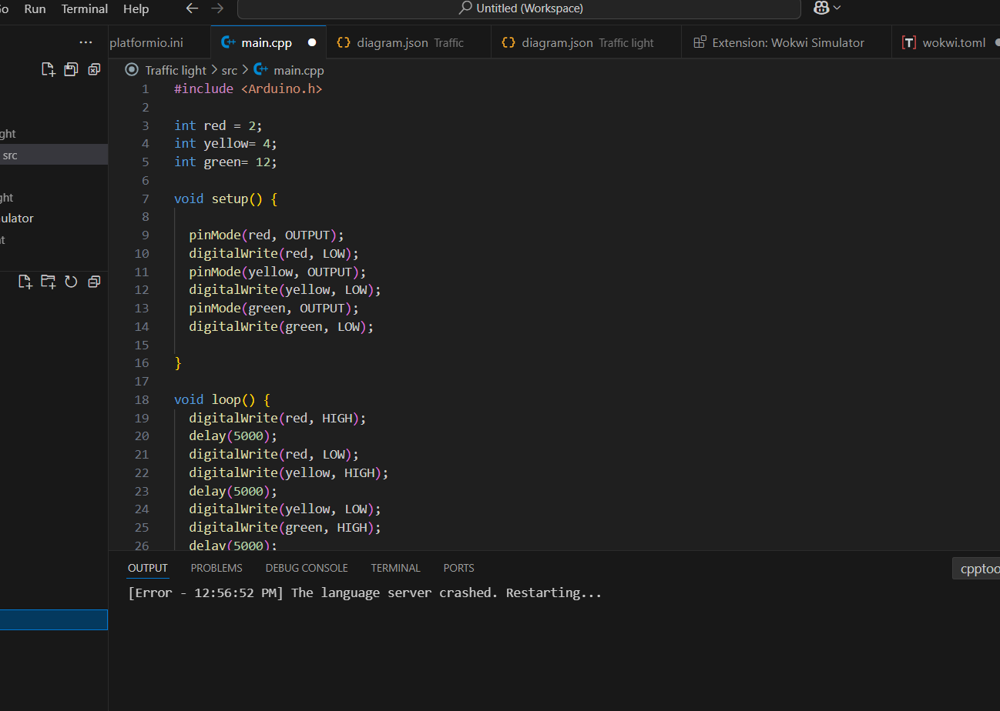 Run Terminal Help
Untitled (Workspace)
platformio.ini
main.cpp
diagram.json Traffic
diagram.json Traffic light
Extension: Wokwi Simulator
wokwi.toml
Traffic light > src > main.cpp
src
1 #include <Arduino.h>
2
3 int red = 2;
4 int yellow= 4;
5 int green= 12;
6
7 void setup() {
8
9 pinMode(red, OUTPUT);
10 digitalWrite(red, LOW);
11 pinMode(yellow, OUTPUT);
12 digitalWrite(yellow, LOW);
13 pinMode(green, OUTPUT);
14 digitalWrite(green, LOW);
15
16 }
17
18 void loop() {
19 digitalWrite(red, HIGH);
20 delay(5000);
21 digitalWrite(red, LOW);
22 digitalWrite(yellow, HIGH);
23 delay(5000);
24 digitalWrite(yellow, LOW);
25 digitalWrite(green, HIGH);
26 delay(5000);
OUTPUT PROBLEMS DEBUG CONSOLE TERMINAL PORTS
cpptoo
[Error - 12:56:52 PM] The language server crashed. Restarting...